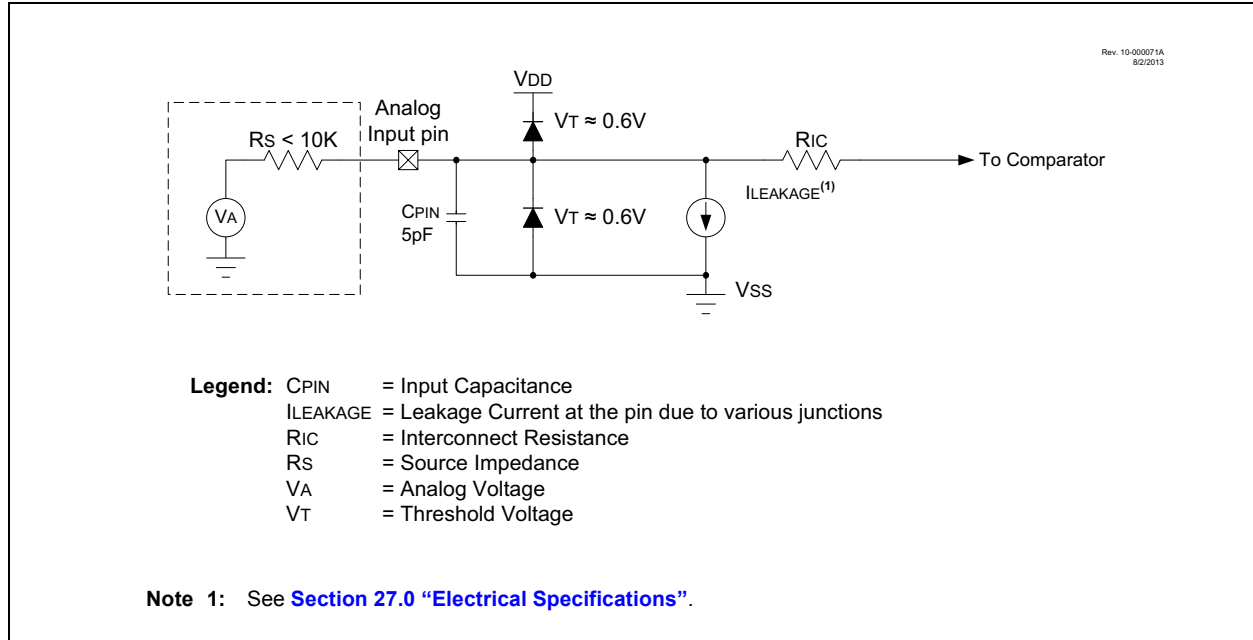 Rev. 10-000071A
8/2/2013
VDD
Analog
Input pin
VT ≈ 0.6V
RS < 10K
RIC
To Comparator
ILEAKAGE(1)
VA
CPIN
5pF
VT ≈ 0.6V
VSS
Legend: CPIN = Input Capacitance
ILEAKAGE = Leakage Current at the pin due to various junctions
RIC = Interconnect Resistance
RS = Source Impedance
VA = Analog Voltage
VT = Threshold Voltage
Note 1: See Section 27.0 “Electrical Specifications”.